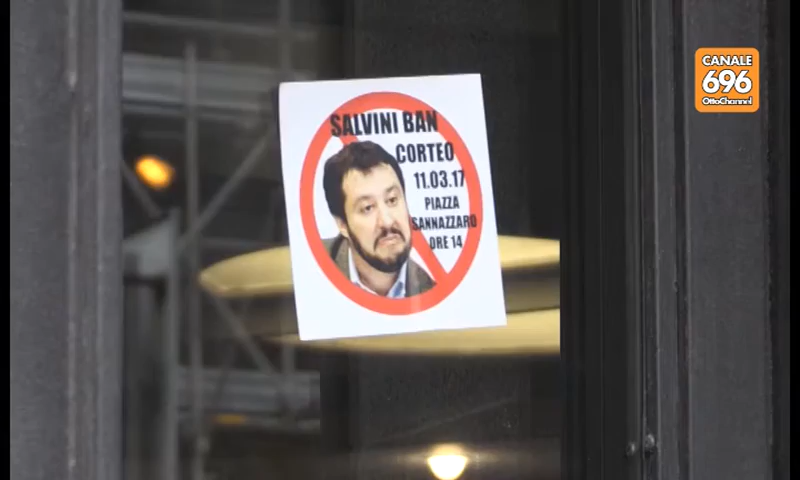 SALVINI BAN
CORTEO
11.03.17
PIAZZA
SANNAZZARO
ORE 14
CANALE
696
OttoChannel